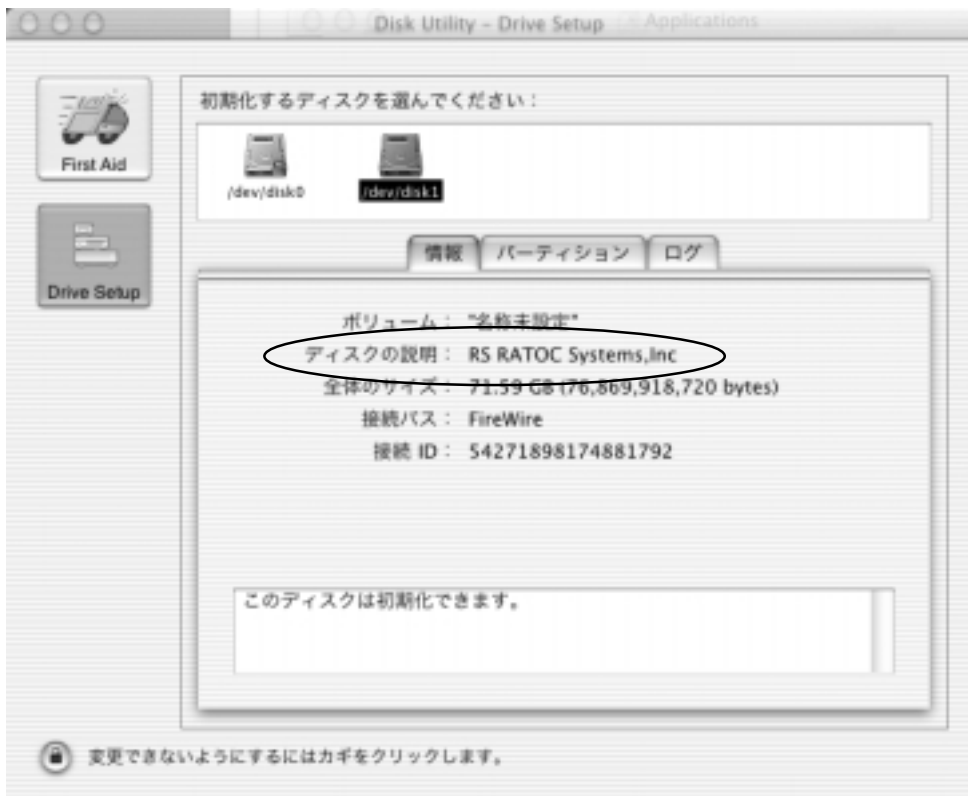 Disk Utility – Drive Setup
Applications
First Aid
Drive Setup
初期化するディスクを選んでください：
/dev/disk0
/dev/disk1
情報
パーティション
ログ
ボリューム： "名称未設定"
ディスクの説明： RS RATOC Systems,Inc
全体のサイズ： 71.59 GB (76,869,918,720 bytes)
接続バス： FireWire
接続 ID： 54271898174881792
このディスクは初期化できます。
変更できないようにするにはカギをクリックします。